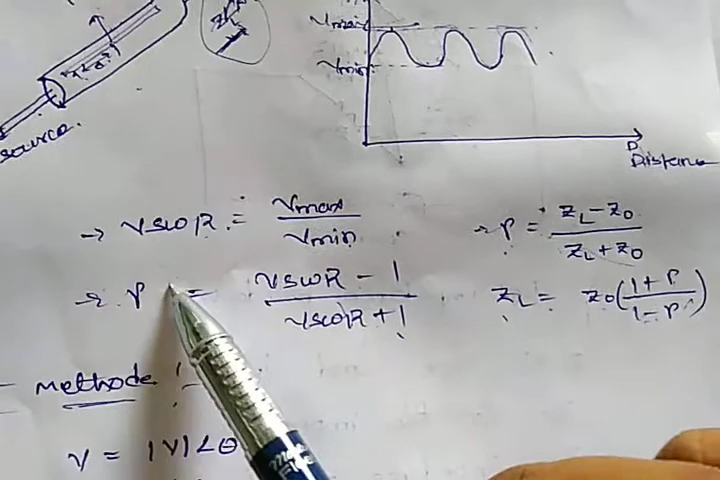 Vmax
Vmin
source.
D
Distance
→ VSWR = Vmax / Vmin
→ P = ZL - Z0 / ZL + Z0
→ P = VSWR - 1 / VSWR + 1
ZL = Z0 (1 + P / 1 - P)
- methode :-
V = |V| ∠θ